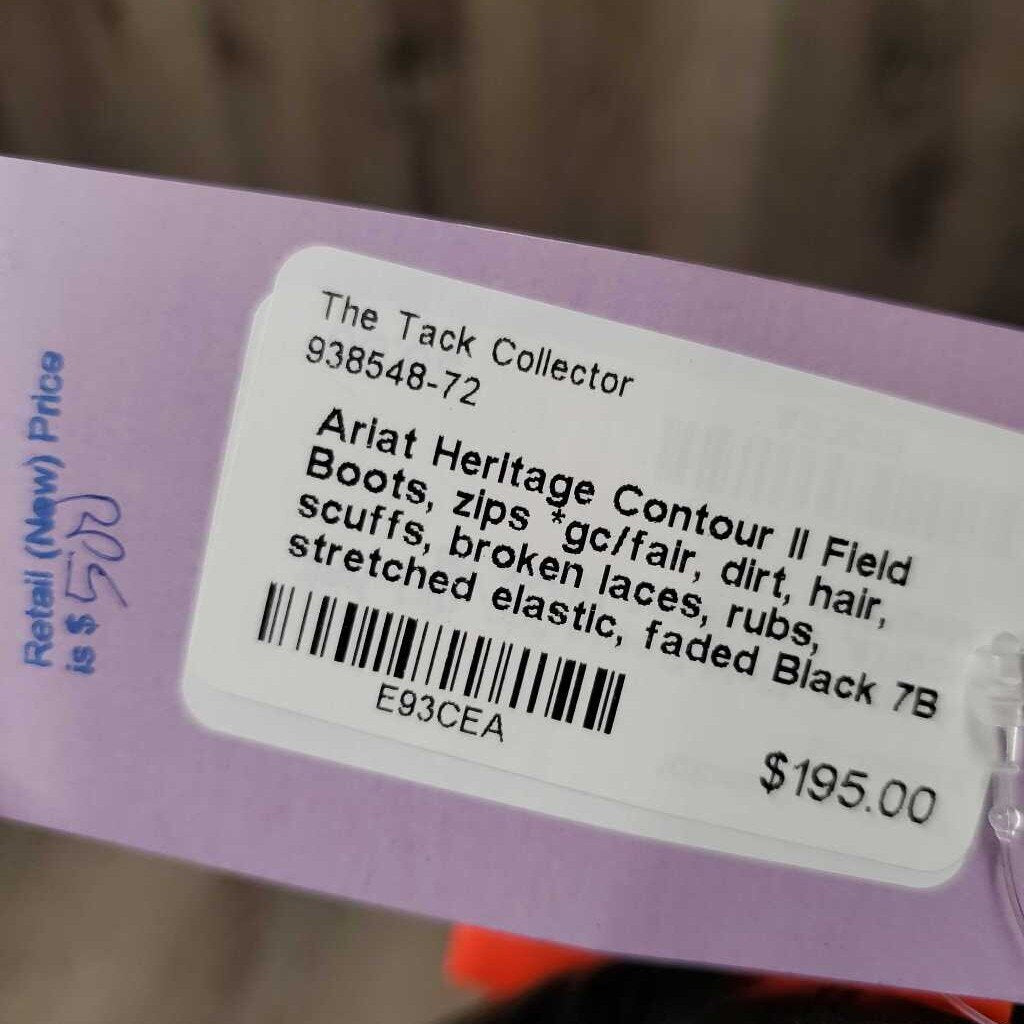 The Tack Collector
938548-72
Ariat Heritage Contour II Field
Boots, zips *gc/fair, dirt, hair,
scuffs, broken laces, rubs,
stretched elastic, faded Black 7B
E93CEA
$195.00
Retail (New) Price
is $ 500